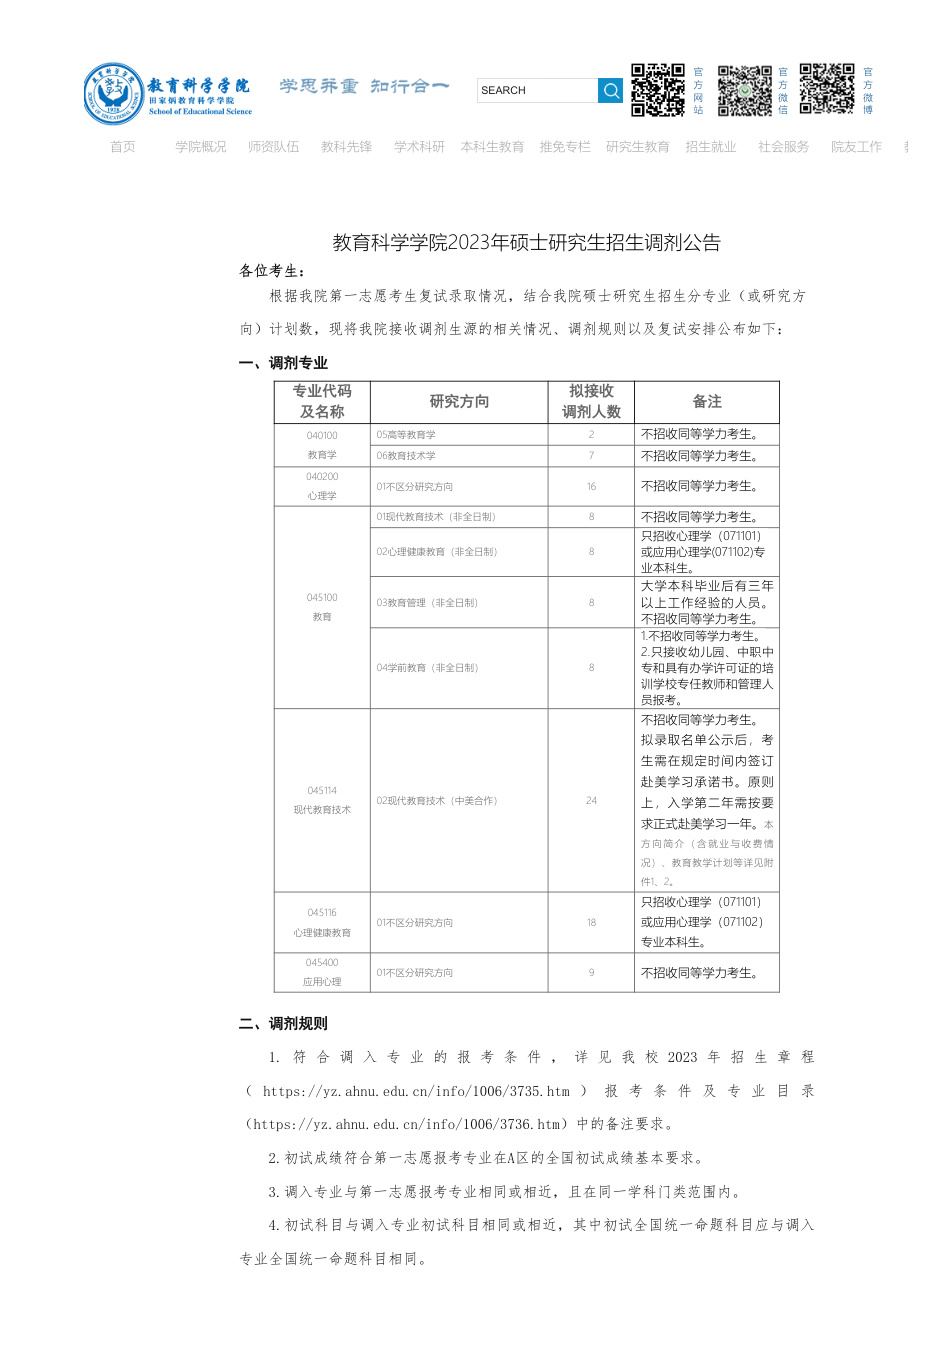 教育科学学院
田家炳教育科学学院
School of Educational Science
学思并重 知行合一
SEARCH
官方网站
官方微信
官方微博
首页 学院概况 师资队伍 教科先锋 学术科研 本科生教育 推免专栏 研究生教育 招生就业 社会服务 院友工作
教育科学学院2023年硕士研究生招生调剂公告
各位考生：
根据我院第一志愿考生复试录取情况，结合我院硕士研究生招生分专业（或研究方
向）计划数，现将我院接收调剂生源的相关情况、调剂规则以及复试安排公布如下：
一、调剂专业
专业代码
及名称
研究方向
拟接收
调剂人数
备注
040100
教育学
05高等教育学 2 不招收同等学力考生。
06教育技术学 7 不招收同等学力考生。
040200
心理学
01不区分研究方向 16 不招收同等学力考生。
045100
教育
01现代教育技术（非全日制） 8 不招收同等学力考生。
02心理健康教育（非全日制） 8
只招收心理学（071101）
或应用心理学(071102)专
业本科生。
03教育管理（非全日制） 8
大学本科毕业后有三年
以上工作经验的人员。
不招收同等学力考生。
04学前教育（非全日制） 8
1.不招收同等学力考生。
2.只接收幼儿园、中职中
专和具有办学许可证的培
训学校专任教师和管理人
员报考。
045114
现代教育技术
02现代教育技术（中美合作） 24
不招收同等学力考生。
拟录取名单公示后，考
生需在规定时间内签订
赴美学习承诺书。原则
上，入学第二年需按要
求正式赴美学习一年。本
方向简介（含就业与收费情
况）、教育教学计划等详见附
件1、2。
045116
心理健康教育
01不区分研究方向 18
只招收心理学（071101）
或应用心理学（071102）
专业本科生。
045400
应用心理
01不区分研究方向 9 不招收同等学力考生。
二、调剂规则
1. 符合调入专业的报考条件，详见我校2023年招生章程
（https://yz.ahnu.edu.cn/info/1006/3735.htm）报考条件及专业目录
（https://yz.ahnu.edu.cn/info/1006/3736.htm）中的备注要求。
2.初试成绩符合第一志愿报考专业在A区的全国初试成绩基本要求。
3.调入专业与第一志愿报考专业相同或相近，且在同一学科门类范围内。
4.初试科目与调入专业初试科目相同或相近，其中初试全国统一命题科目应与调入
专业全国统一命题科目相同。